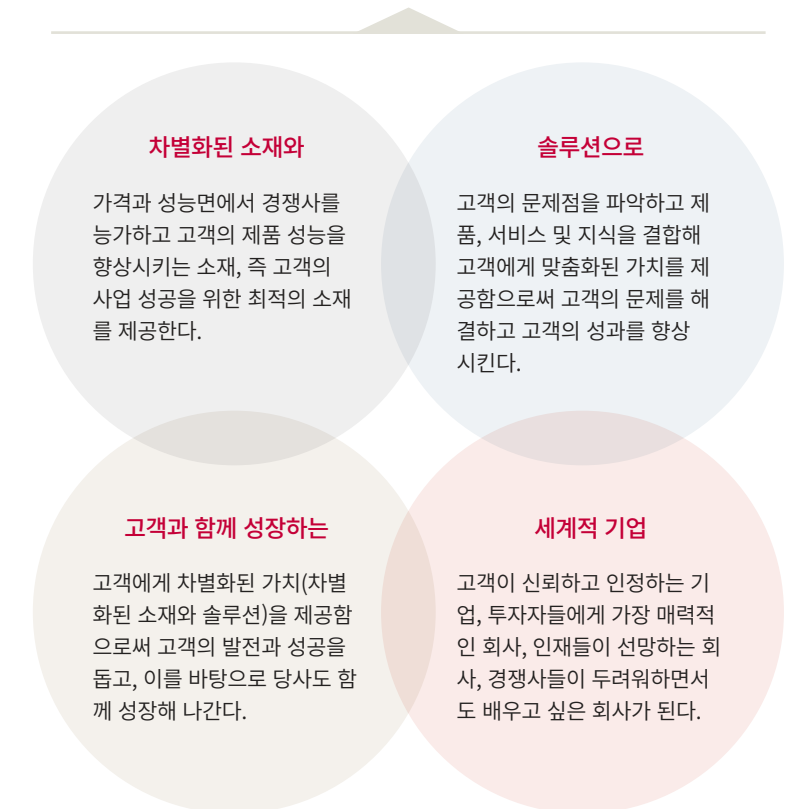 차별화된 소재와
가격과 성능면에서 경쟁사를
능가하고 고객의 제품 성능을
향상시키는 소재, 즉 고객의
사업 성공을 위한 최적의 소재
를 제공한다.
솔루션으로
고객의 문제점을 파악하고 제
품, 서비스 및 지식을 결합해
고객에게 맞춤화된 가치를 제
공함으로써 고객의 문제를 해
결하고 고객의 성과를 향상
시킨다.
고객과 함께 성장하는
고객에게 차별화된 가치(차별
화된 소재와 솔루션)을 제공함
으로써 고객의 발전과 성공을
돕고, 이를 바탕으로 당사도 함
께 성장해 나간다.
세계적 기업
고객이 신뢰하고 인정하는 기
업, 투자자들에게 가장 매력적
인 회사, 인재들이 선망하는 회
사, 경쟁사들이 두려워하면서
도 배우고 싶은 회사가 된다.